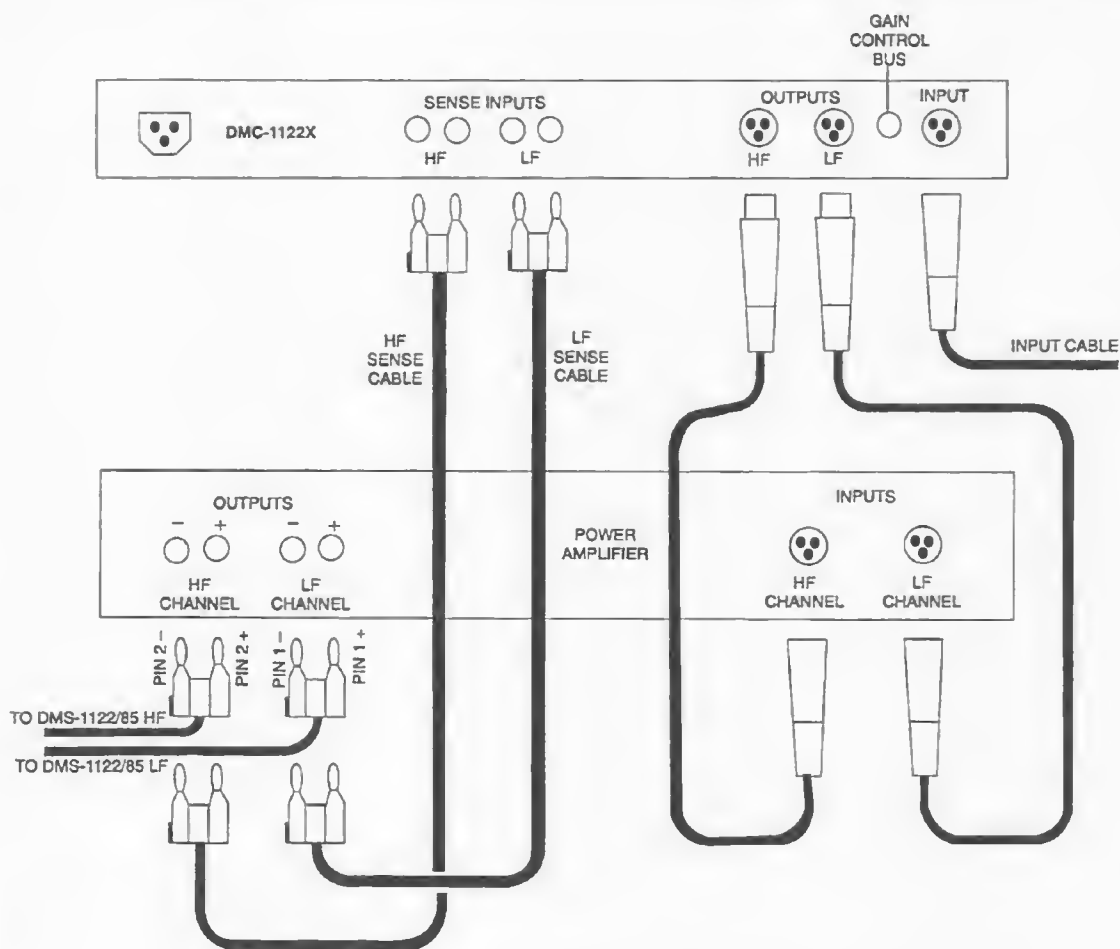 GAIN
CONTROL
BUS
SENSE INPUTS
OUTPUTS
INPUT
DMC-1122X
HF
LF
HF
LF
HF
SENSE
CABLE
LF
SENSE
CABLE
INPUT CABLE
OUTPUTS
INPUTS
− +
− +
POWER
AMPLIFIER
HF
CHANNEL
LF
CHANNEL
HF
CHANNEL
LF
CHANNEL
PIN 2 −
PIN 2 +
PIN 1 −
PIN 1 +
TO DMS-1122/85 HF
TO DMS-1122/85 LF